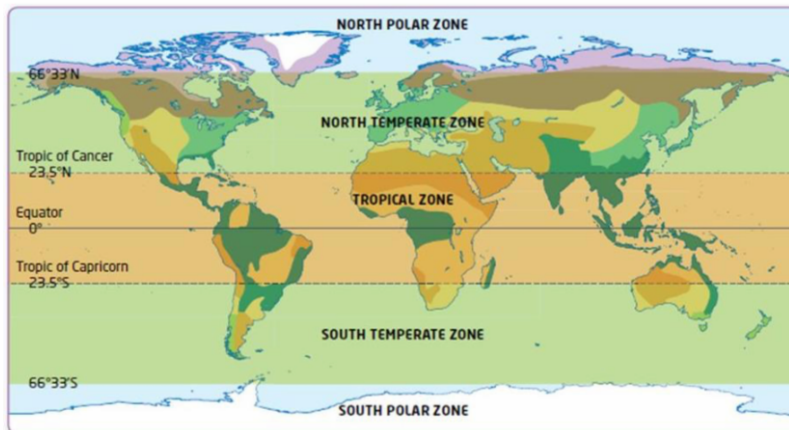 NORTH POLAR ZONE
66°33'N
NORTH TEMPERATE ZONE
Tropic of Cancer
23.5°N
TROPICAL ZONE
Equator
0°
Tropic of Capricorn
23.5°S
SOUTH TEMPERATE ZONE
66°33'S
SOUTH POLAR ZONE